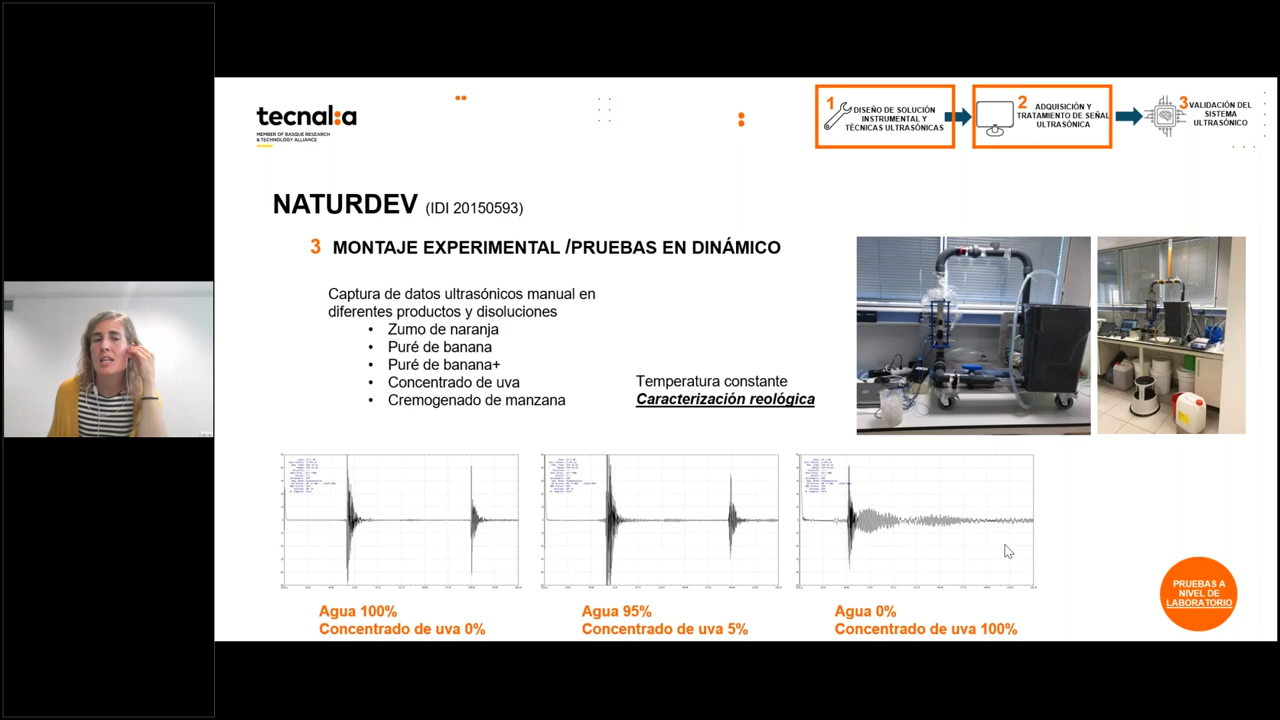 tecnal:a
MEMBER OF BASQUE RESEARCH
& TECHNOLOGY ALLIANCE
1
DISEÑO DE SOLUCIÓN
INSTRUMENTAL Y
TÉCNICAS ULTRASÓNICAS
2
ADQUISICIÓN Y
TRATAMIENTO DE SEÑAL
ULTRASÓNICA
3
VALIDACIÓN DEL
SISTEMA
ULTRASÓNICO
NATURDEV (IDI 20150593)
3 MONTAJE EXPERIMENTAL /PRUEBAS EN DINÁMICO
Captura de datos ultrasónicos manual en
diferentes productos y disoluciones
• Zumo de naranja
• Puré de banana
• Puré de banana+
• Concentrado de uva
• Cremogenado de manzana
Temperatura constante
Caracterización reológica
Agua 100%
Concentrado de uva 0%
Agua 95%
Concentrado de uva 5%
Agua 0%
Concentrado de uva 100%
PRUEBAS A
NIVEL DE
LABORATORIO